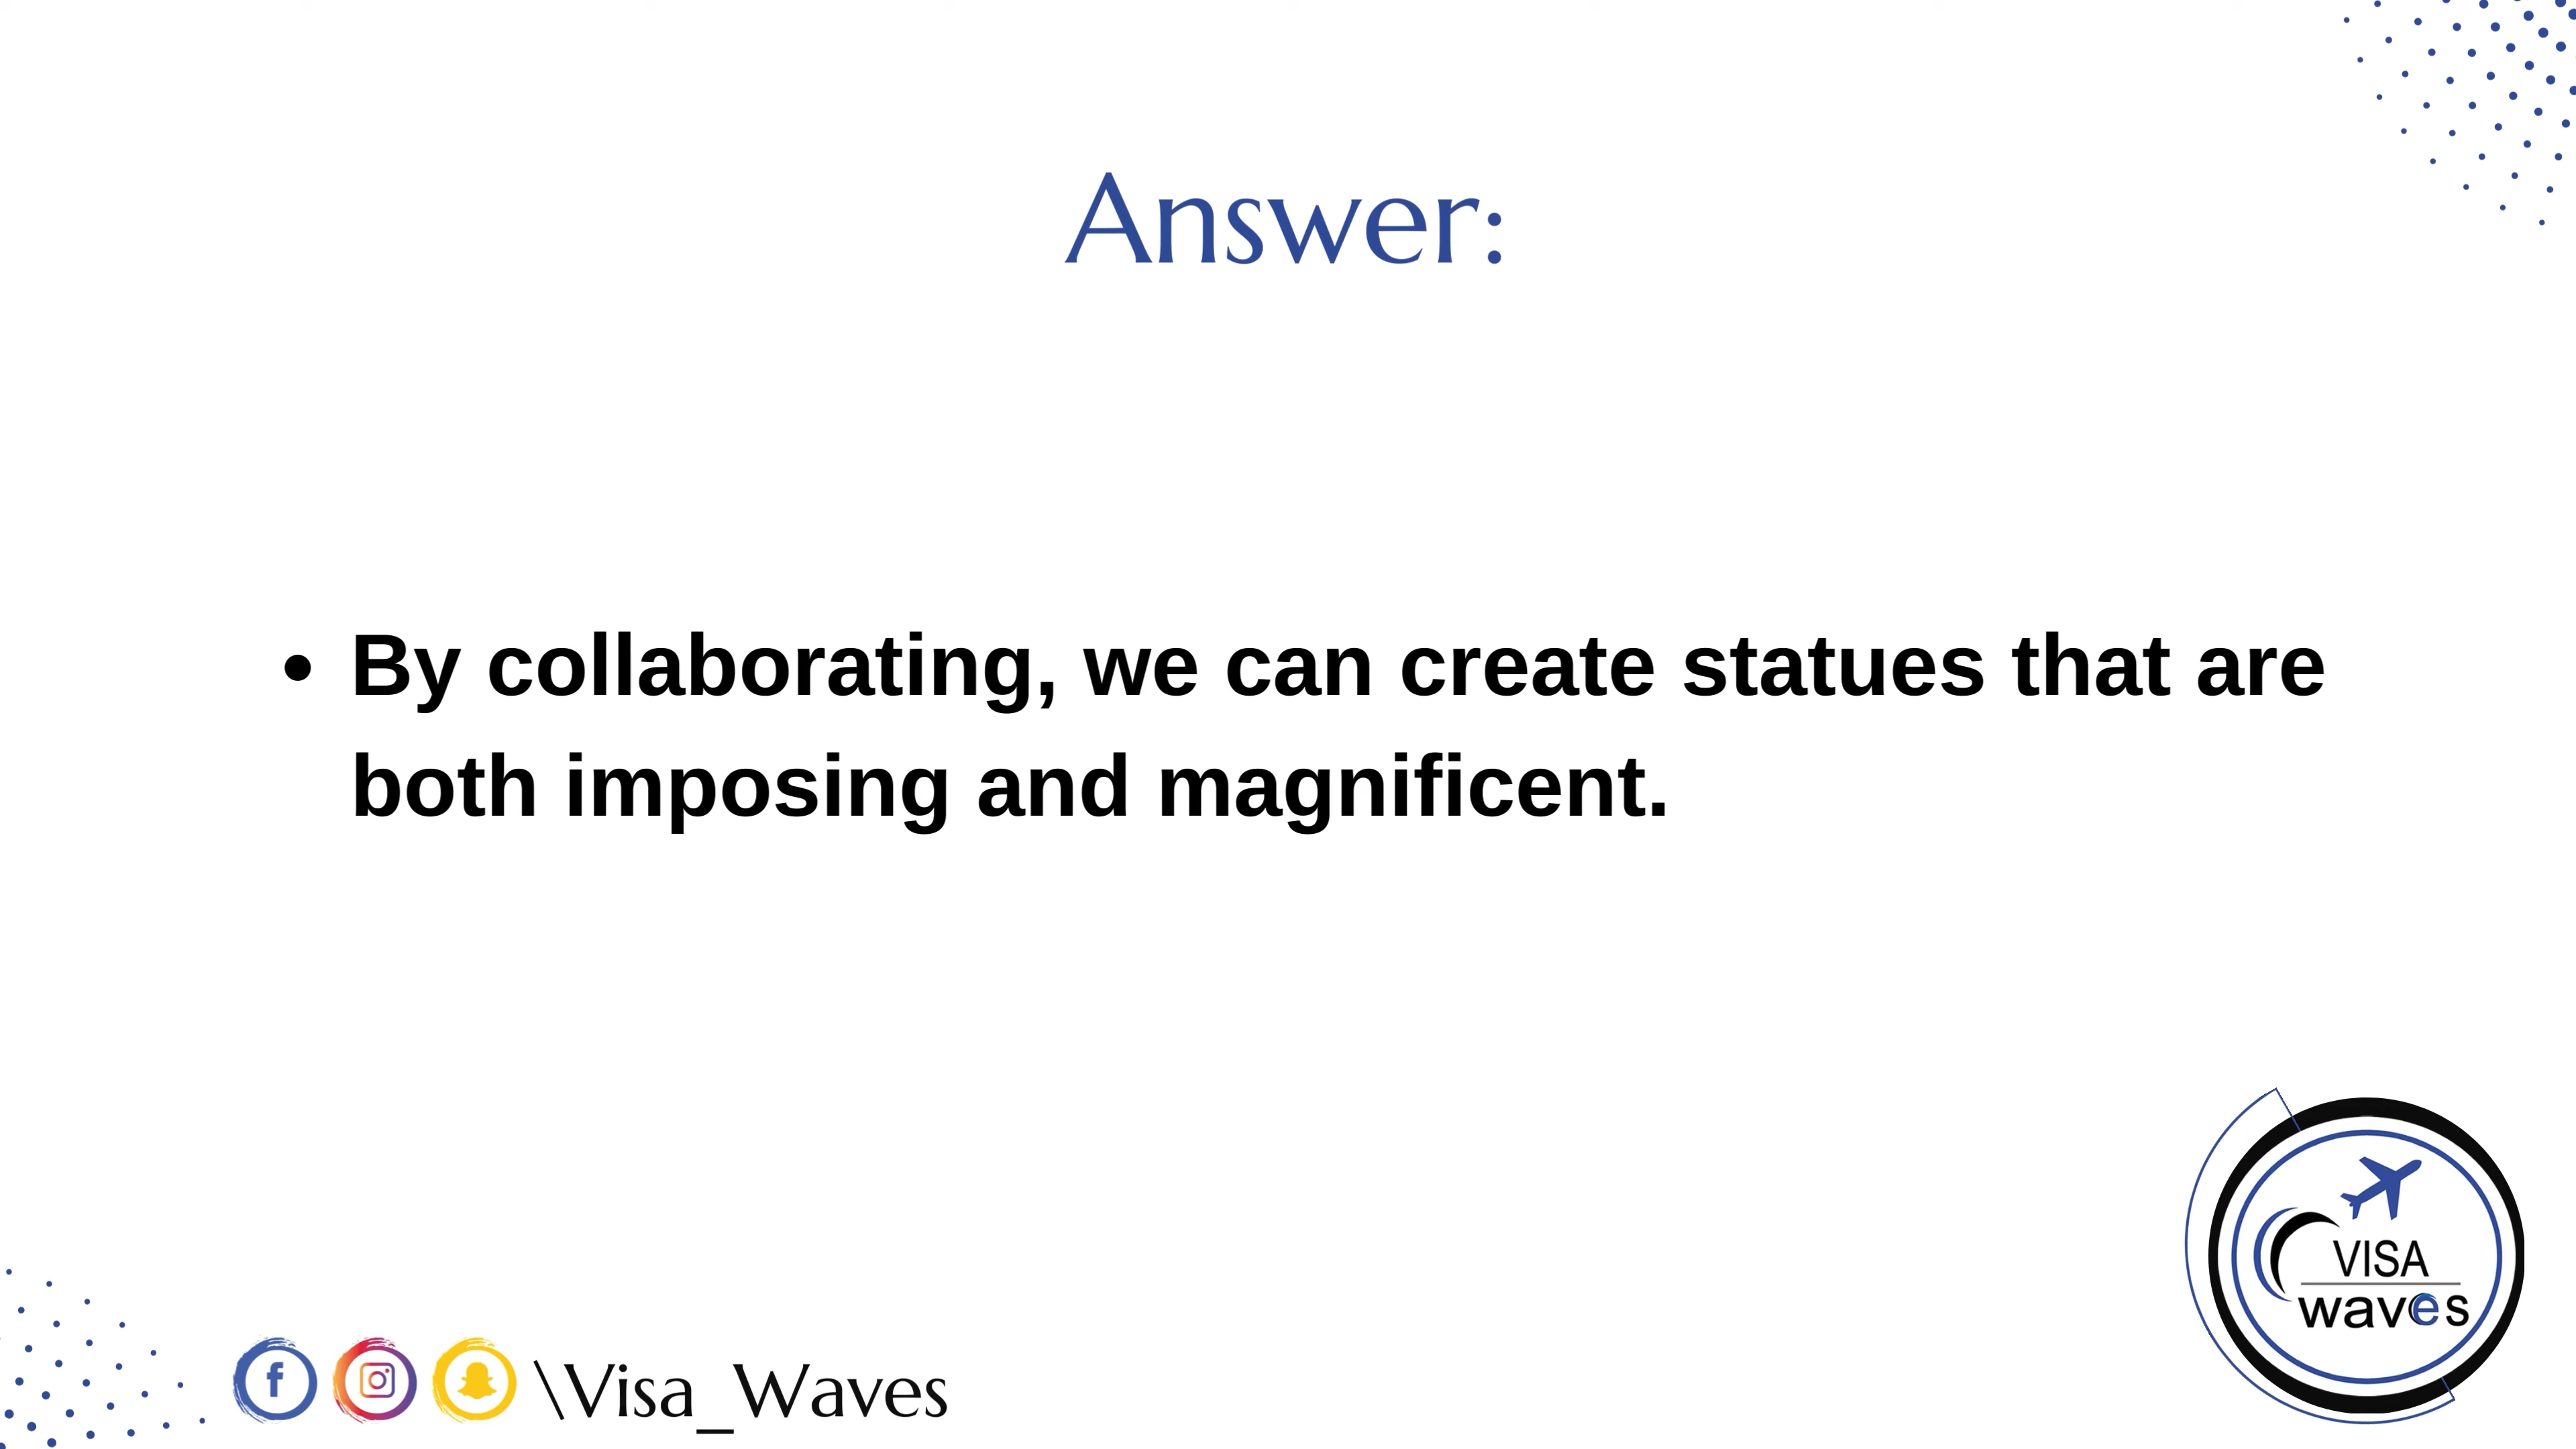 Answer:
• By collaborating, we can create statues that are
both imposing and magnificent.
VISA
waves
\Visa_Waves